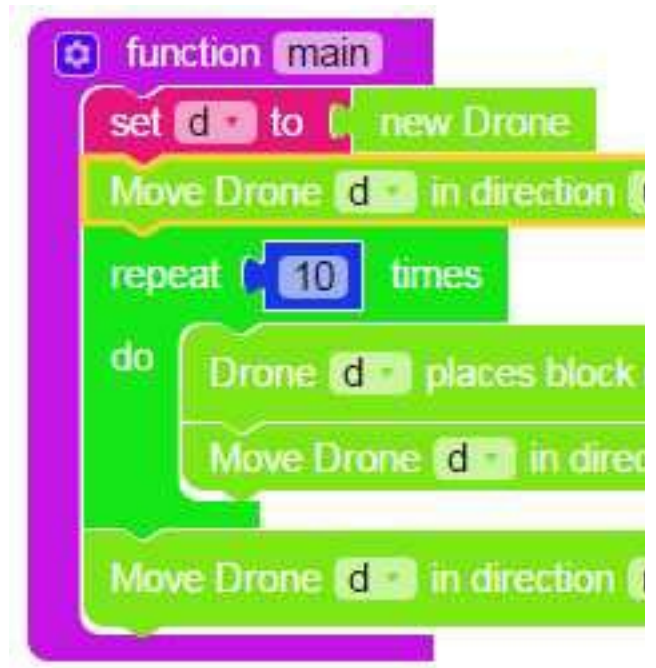 function main
set d to new Drone
Move Drone d in direction
repeat 10 times
do
Drone d places block
Move Drone d in
Move Drone d in direction